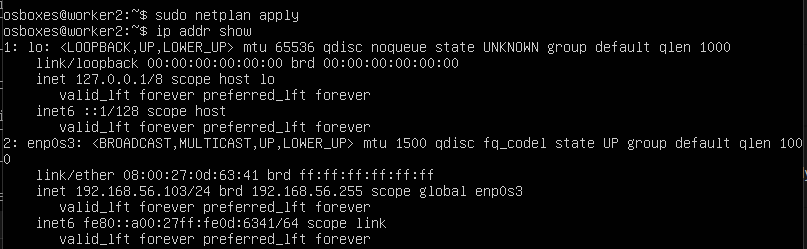 osboxes@worker2:~$ sudo netplan apply
osboxes@worker2:~$ ip addr show
1: lo: <LOOPBACK,UP,LOWER_UP> mtu 65536 qdisc noqueue state UNKNOWN group default qlen 1000
    link/loopback 00:00:00:00:00:00 brd 00:00:00:00:00:00
    inet 127.0.0.1/8 scope host lo
       valid_lft forever preferred_lft forever
    inet6 ::1/128 scope host
       valid_lft forever preferred_lft forever
2: enp0s3: <BROADCAST,MULTICAST,UP,LOWER_UP> mtu 1500 qdisc fq_codel state UP group default qlen 100
0
    link/ether 08:00:27:0d:63:41 brd ff:ff:ff:ff:ff:ff
    inet 192.168.56.103/24 brd 192.168.56.255 scope global enp0s3
       valid_lft forever preferred_lft forever
    inet6 fe80::a00:27ff:fe0d:6341/64 scope link
       valid_lft forever preferred_lft forever